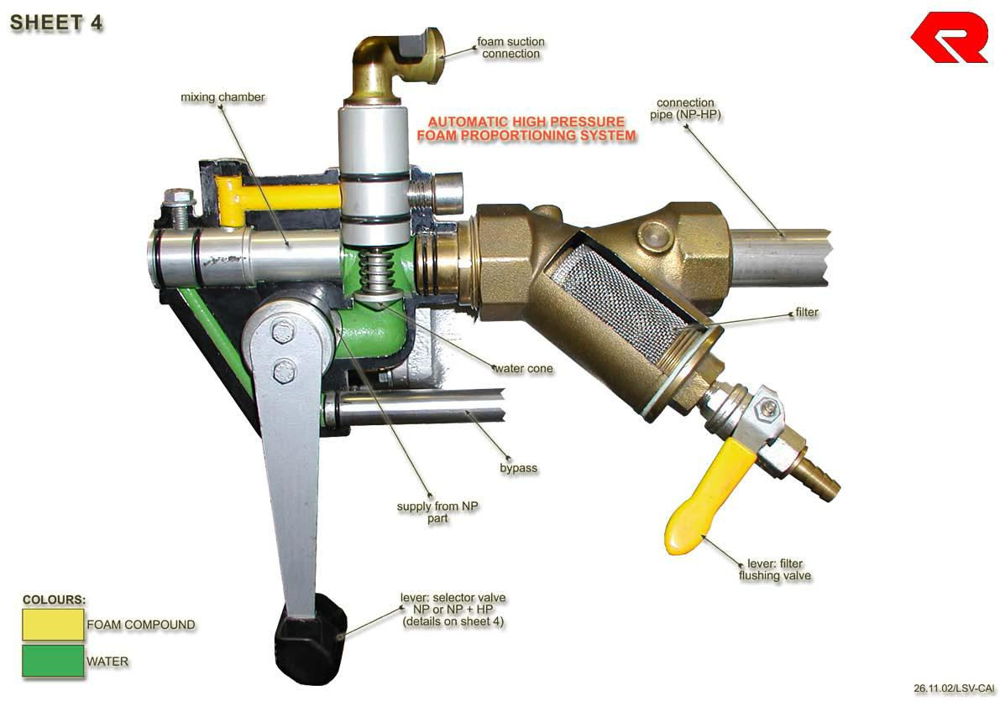 SHEET 4
foam suction
connection
mixing chamber
AUTOMATIC HIGH PRESSURE
FOAM PROPORTIONING SYSTEM
connection
pipe (NP-HP)
filter
water cone
bypass
supply from NP
part
lever: filter
flushing valve
lever: selector valve
NP or NP + HP
(details on sheet 4)
COLOURS:
FOAM COMPOUND
WATER
26.11.02/LSV-CAI